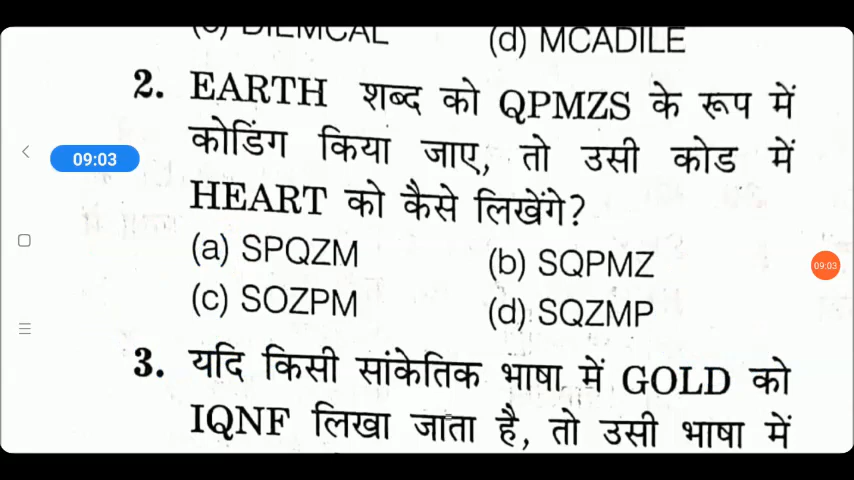 (c) DIEMCAL
(d) MCADILE
2. EARTH शब्द को QPMZS के रूप में
कोडिंग किया जाए, तो उसी कोड में
HEART को कैसे लिखेंगे?
(a) SPQZM
(b) SQPMZ
(c) SOZPM
(d) SQZMP
3. यदि किसी सांकेतिक भाषा में GOLD को
IQNF लिखा जाता है, तो उसी भाषा में
09:03
09:03